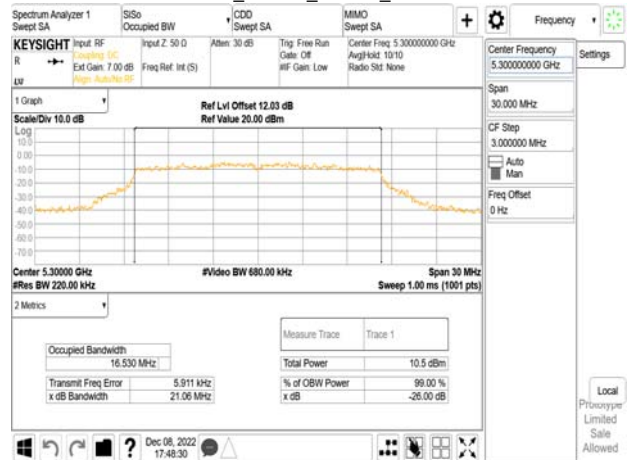 Spectrum Analyzer 1
Swept SA
SISo
Occupied BW
CDD
Swept SA
MIMO
Swept SA
+
Frequency
KEYSIGHT
R
Input: RF
Coupling: DC
Ext Gain: 7.00 dB
Align: Auto/No RF
Input Z: 50 Ω
Freq Ref: Int (S)
Atten: 30 dB
Trig: Free Run
Gate: Off
#IF Gain: Low
Center Freq: 5.300000000 GHz
Avg|Hold: 10/10
Radio Std: None
Center Frequency
5.300000000 GHz
Settings
Span
30.000 MHz
CF Step
3.000000 MHz
Auto
Man
Freq Offset
0 Hz
1 Graph
Scale/Div 10.0 dB
Ref Lvl Offset 12.03 dB
Ref Value 20.00 dBm
Log
10.0
0.00
-10.0
-20.0
-30.0
-40.0
-50.0
-60.0
-70.0
Center 5.30000 GHz
#Res BW 220.00 kHz
#Video BW 680.00 kHz
Span 30 MHz
Sweep 1.00 ms (1001 pts)
2 Metrics
Measure Trace Trace 1
Occupied Bandwidth
16.530 MHz
Total Power 10.5 dBm
Transmit Freq Error 5.911 kHz
% of OBW Power 99.00 %
x dB Bandwidth 21.06 MHz
x dB -26.00 dB
Local
Prototype
Limited
Sale
Allowed
?
Dec 08, 2022
17:48:30